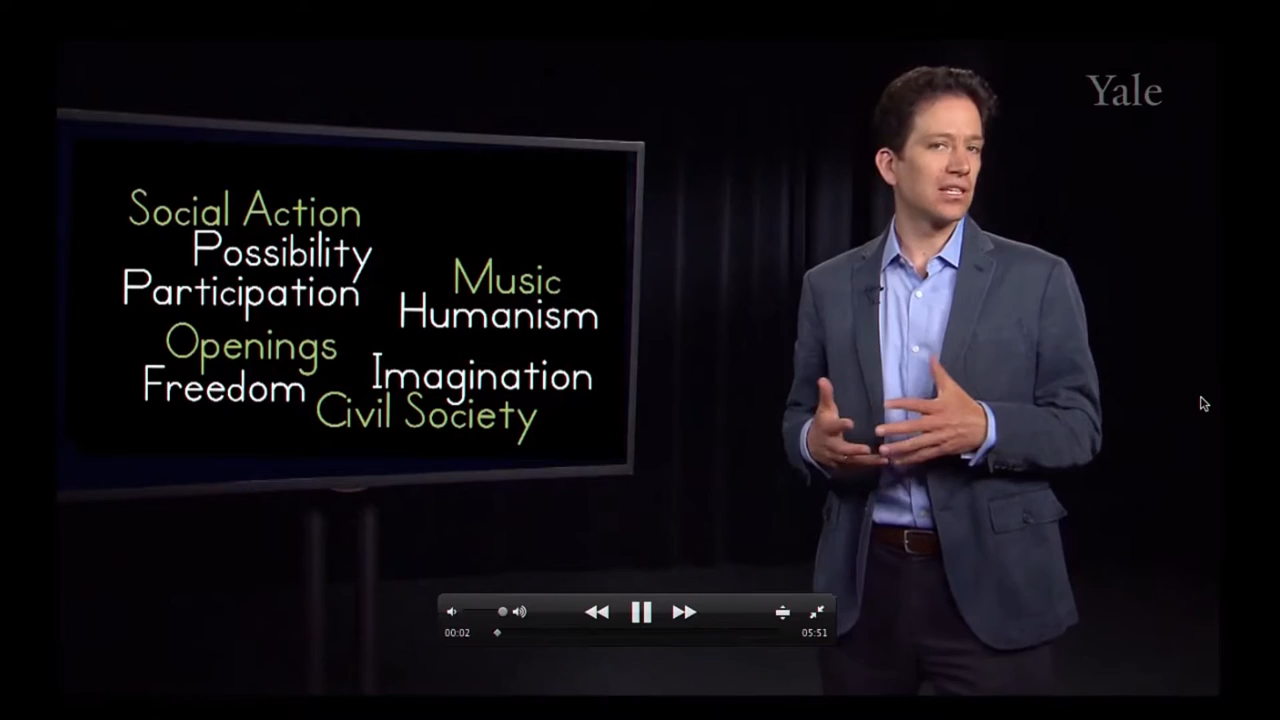 Yale
Social Action
Possibility
Participation
Music
Humanism
Openings
Freedom
Imagination
Civil Society
00:02
05:51